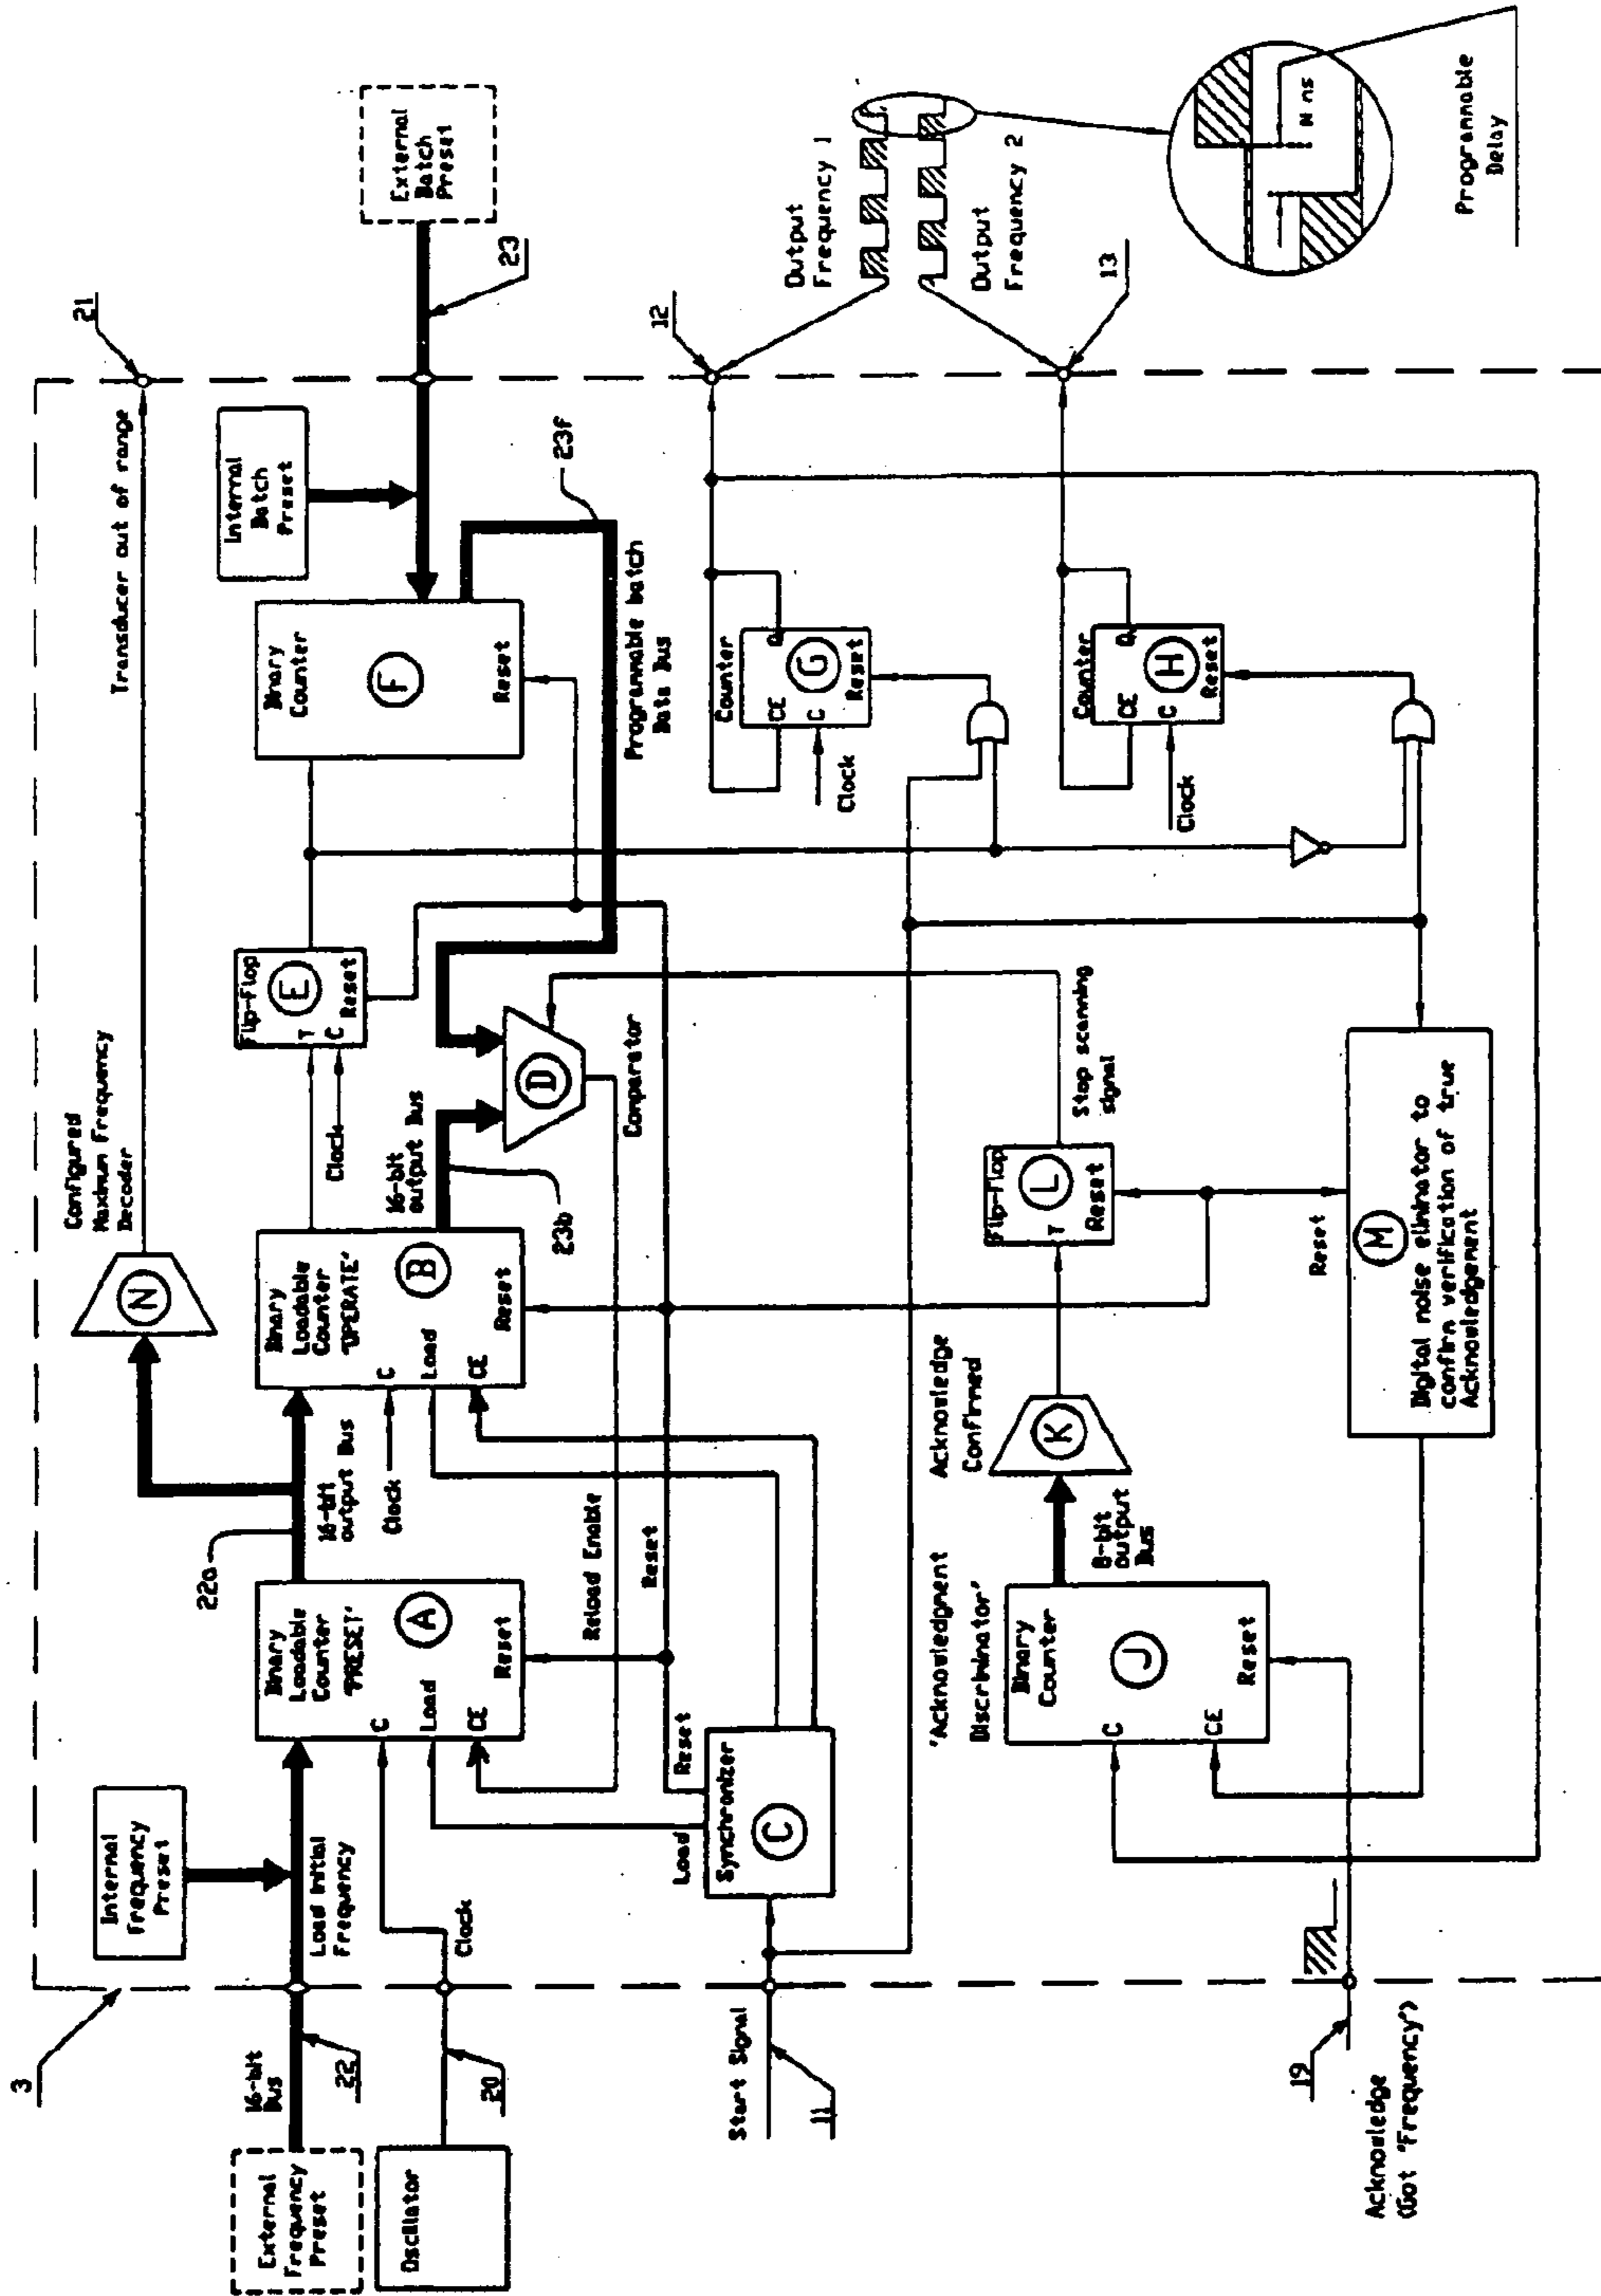 3
16-bit
Bus
22
External
Frequency
Preset
Oscillator
20
Clock
Internal
Frequency
Preset
Load Initial
Frequency
Binary
Loadable
Counter
'PRESET'
A
C
Load
CE
Reset
22a
16-bit
output Bus
Configured
Maximum Frequency
Decoder
N
Transducer out of range
21
Binary
Loadable
Counter
'OPERATE'
B
C
Load
CE
Reset
Clock
16-bit
output Bus
23b
D
Comparator
Reload Enable
Reset
Flip-flop
E
T
C
Reset
Clock
Binary
Counter
F
Reset
Internal
Batch
Preset
External
Batch
Preset
23
23f
Programmable batch
Data Bus
Start Signal
11
Load
Reset
Synchronizer
C
Counter
G
CE
C
Q
Reset
Clock
12
Output
Frequency 1
Output
Frequency 2
13
Counter
H
CE
C
Q
Reset
Clock
N ns
Programmable
Delay
'Acknowledgment
Discriminator'
Binary
Counter
J
C
CE
Reset
8-bit
output
Bus
Acknowledge
Confirmed
K
Flip-flop
L
T
Reset
Stop scanning
signal
Reset
M
Digital noise eliminator to
confirm verification of true
Acknowledgement
19
Acknowledge
(Got "Frequency")